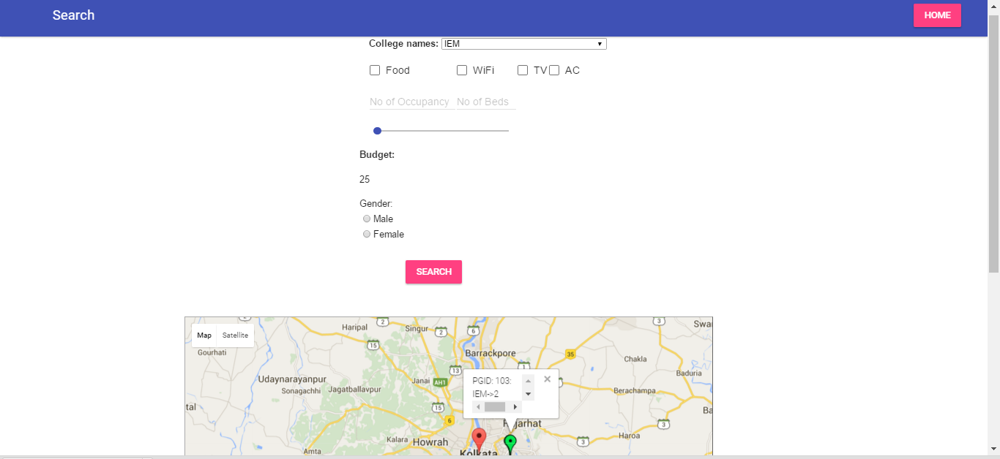 Search
HOME
College names: IEM
Food WiFi TV AC
No of Occupancy No of Beds
Budget:
25
Gender:
Male
Female
SEARCH
Map Satellite
Haripal 2 Singur 2 6 3
15
Gourhati Barrackpore 35 Chakla
13 1 Baduria
Udaynarayanpur Janai AH1
Sonagachhi Jagatballavpur Berachampa
PGID: 103:
IEM->2
15
6 Rajarhat 3
Kalara Howrah 3 Haroa
Amta Kolkata